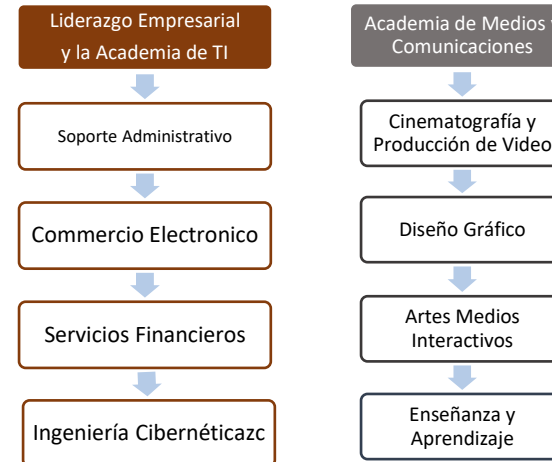 Liderazgo Empresarial
y la Academia de TI
Soporte Administrativo
Commercio Electronico
Servicios Financieros
Ingeniería Cibernéticazc
Academia de Medios
Comunicaciones
Cinematografía y
Producción de Video
Diseño Gráfico
Artes Medios
Interactivos
Enseñanza y
Aprendizaje